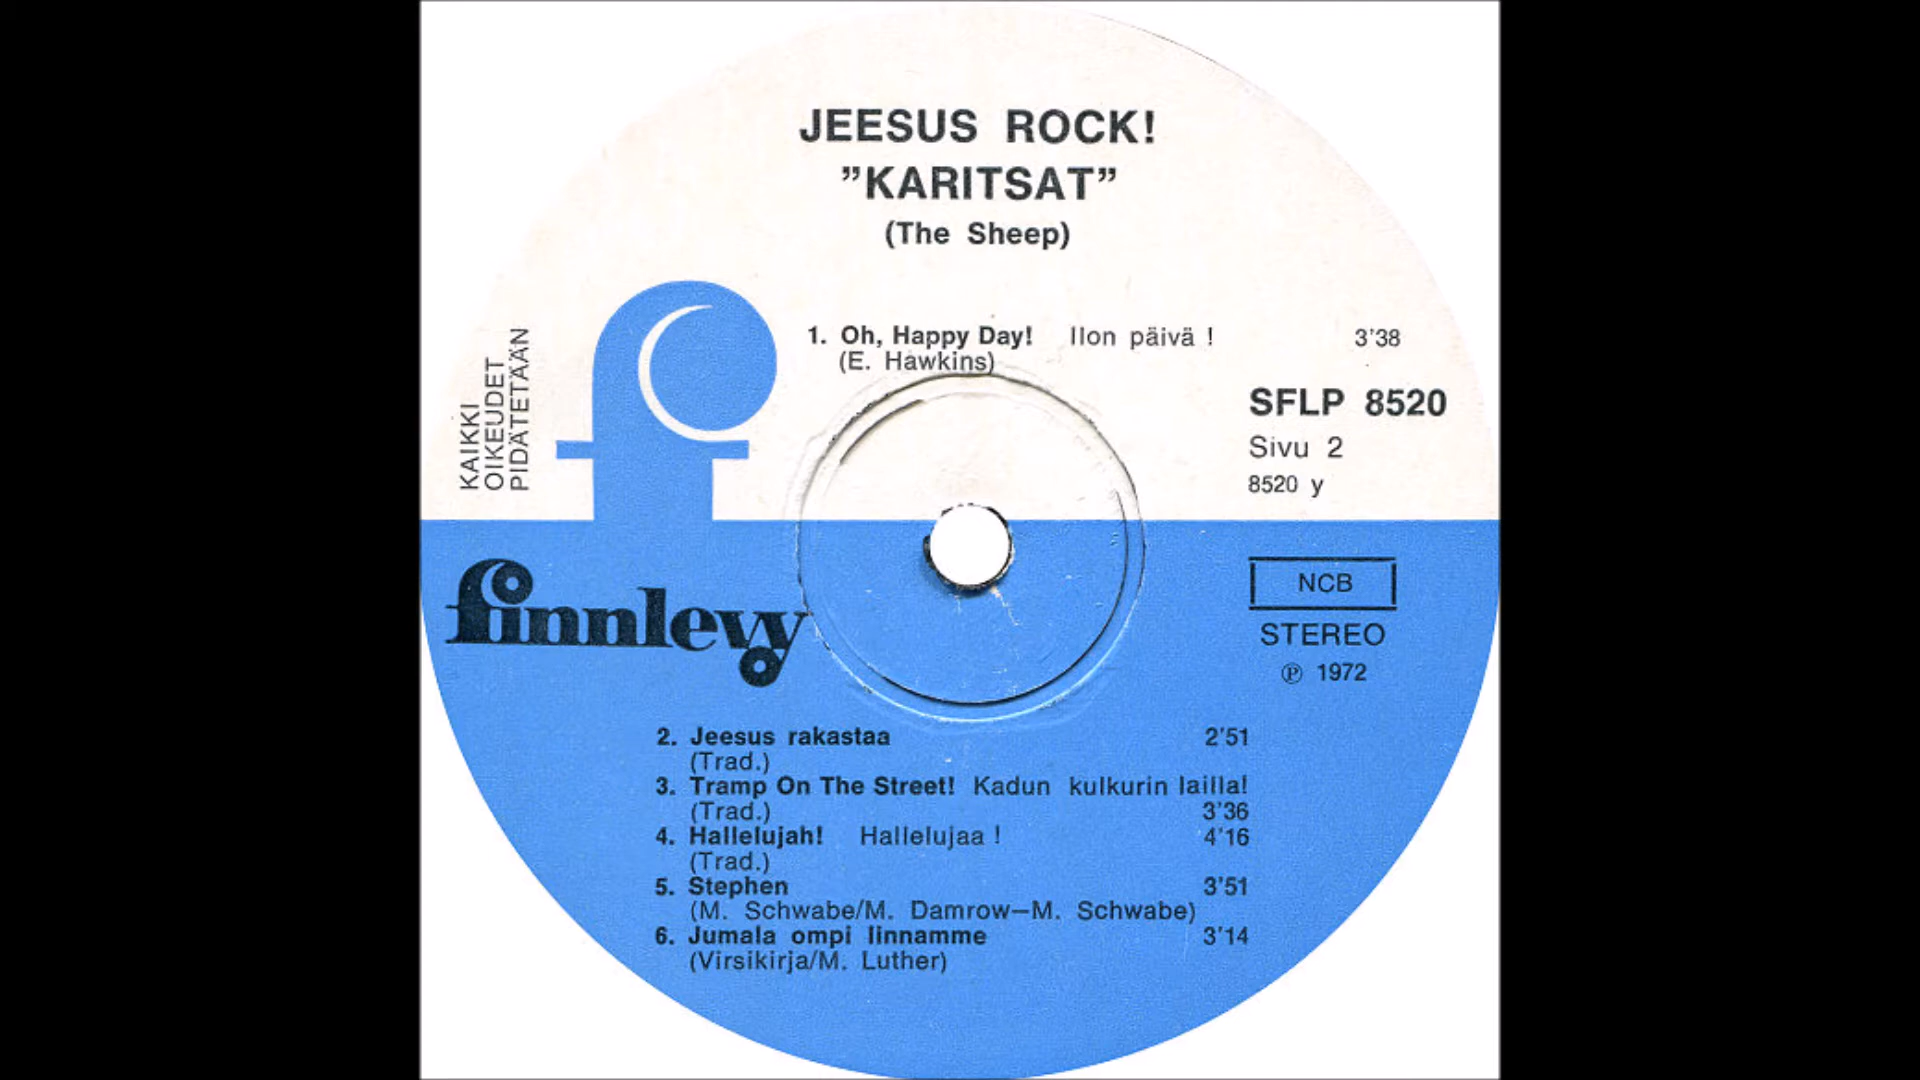 JEESUS ROCK!
”KARITSAT”
(The Sheep)
1. Oh, Happy Day! Ilon päivä ! 3’38
(E. Hawkins)
KAIKKI
OIKEUDET
PIDÄTETÄÄN
SFLP 8520
Sivu 2
8520 y
finnlevy
NCB
STEREO
℗ 1972
2. Jeesus rakastaa 2’51
(Trad.)
3. Tramp On The Street! Kadun kulkurin lailla!
(Trad.) 3’36
4. Hallelujah! Hallelujaa ! 4’16
(Trad.)
5. Stephen 3’51
(M. Schwabe/M. Damrow—M. Schwabe)
6. Jumala ompi linnamme 3’14
(Virsikirja/M. Luther)